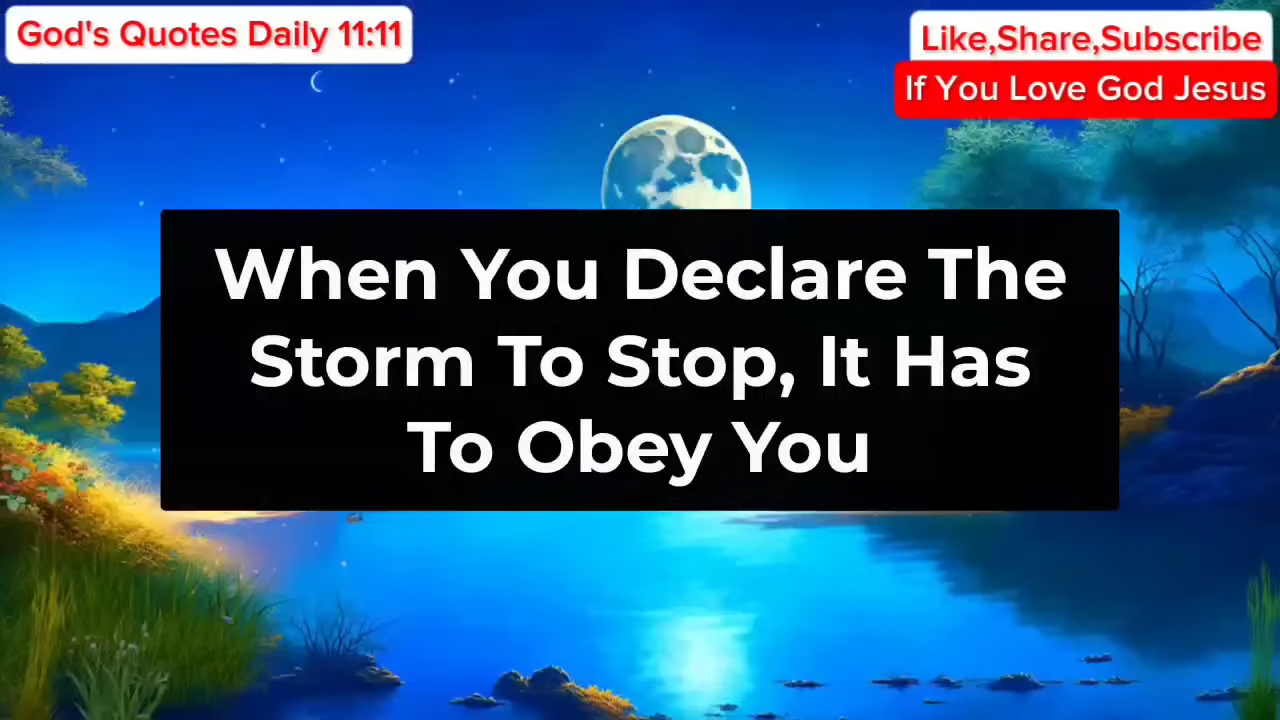 God's Quotes Daily 11:11
Like,Share,Subscribe
If You Love God Jesus
When You Declare The
Storm To Stop, It Has
To Obey You